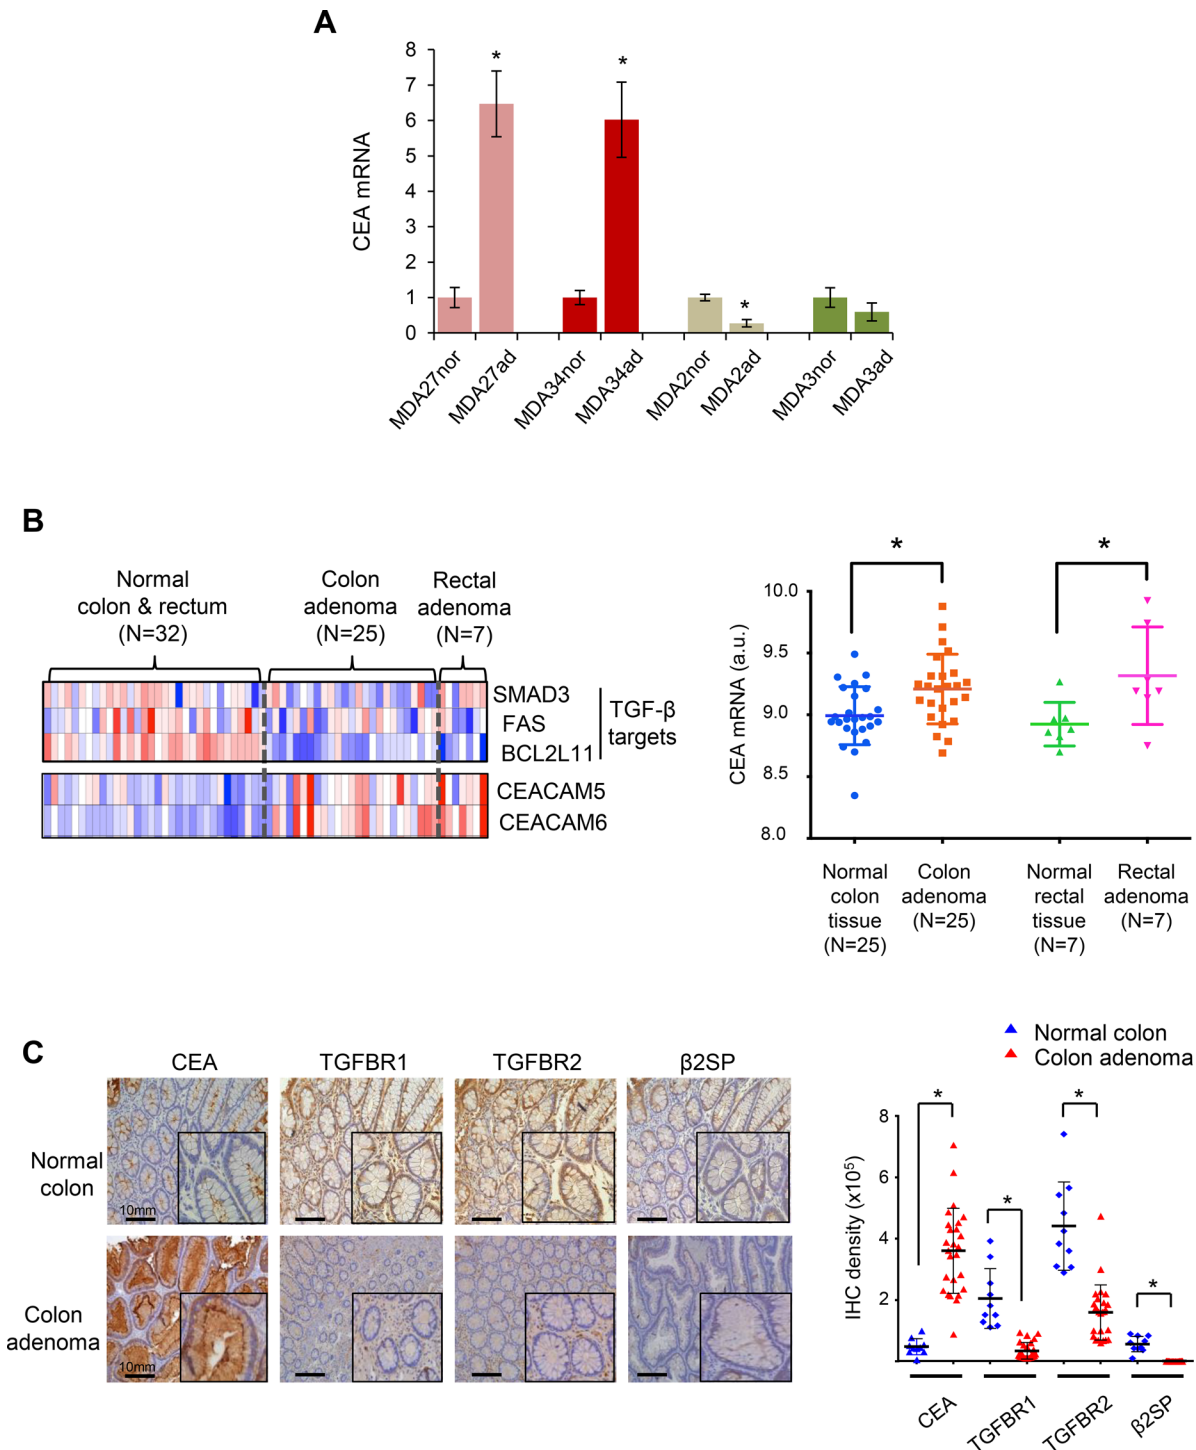 A
CEA mRNA
8
7
6
5
4
3
2
1
0
*
*
*
MDA27nor
MDA27ad
MDA34nor
MDA34ad
MDA2nor
MDA2ad
MDA3nor
MDA3ad
B
Normal
colon & rectum
(N=32)
Colon
adenoma
(N=25)
Rectal
adenoma
(N=7)
SMAD3
FAS
BCL2L11
TGF-β
targets
CEACAM5
CEACAM6
CEA mRNA (a.u.)
10.0
9.5
9.0
8.5
8.0
*
*
Normal
colon
tissue
(N=25)
Colon
adenoma
(N=25)
Normal
rectal
tissue
(N=7)
Rectal
adenoma
(N=7)
C
CEA
TGFBR1
TGFBR2
β2SP
Normal
colon
10mm
Colon
adenoma
10mm
Normal colon
Colon adenoma
IHC density (x10⁵)
8
6
4
2
*
*
*
*
CEA
TGFBR1
TGFBR2
β2SP